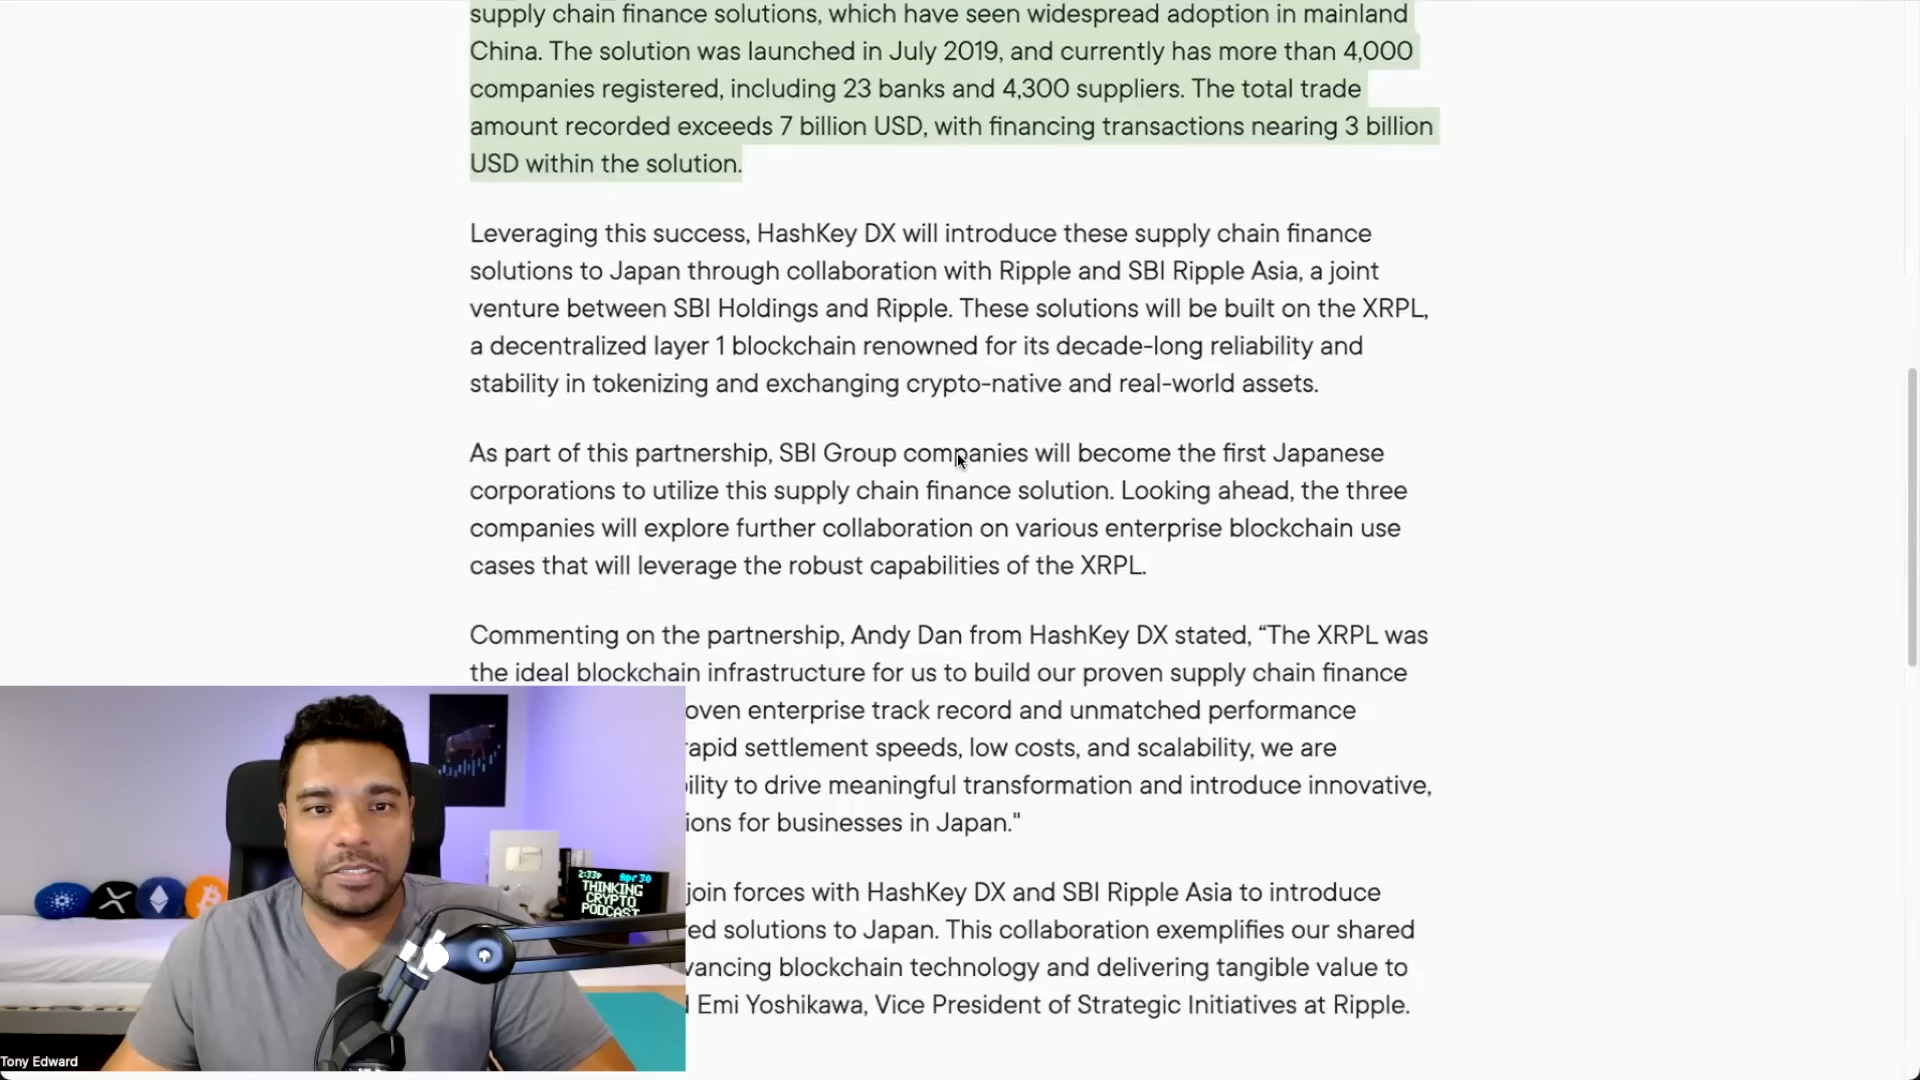 supply chain finance solutions, which have seen widespread adoption in mainland
China. The solution was launched in July 2019, and currently has more than 4,000
companies registered, including 23 banks and 4,300 suppliers. The total trade
amount recorded exceeds 7 billion USD, with financing transactions nearing 3 billion
USD within the solution.
Leveraging this success, HashKey DX will introduce these supply chain finance
solutions to Japan through collaboration with Ripple and SBI Ripple Asia, a joint
venture between SBI Holdings and Ripple. These solutions will be built on the XRPL,
a decentralized layer 1 blockchain renowned for its decade-long reliability and
stability in tokenizing and exchanging crypto-native and real-world assets.
As part of this partnership, SBI Group companies will become the first Japanese
corporations to utilize this supply chain finance solution. Looking ahead, the three
companies will explore further collaboration on various enterprise blockchain use
cases that will leverage the robust capabilities of the XRPL.
Commenting on the partnership, Andy Dan from HashKey DX stated, “The XRPL was
the ideal blockchain infrastructure for us to build our proven supply chain finance
oven enterprise track record and unmatched performance
rapid settlement speeds, low costs, and scalability, we are
ility to drive meaningful transformation and introduce innovative,
ions for businesses in Japan."
join forces with HashKey DX and SBI Ripple Asia to introduce
red solutions to Japan. This collaboration exemplifies our shared
vancing blockchain technology and delivering tangible value to
Emi Yoshikawa, Vice President of Strategic Initiatives at Ripple.
2:33p Apr 30
THINKING
CRYPTO
PODCAST
Tony Edward